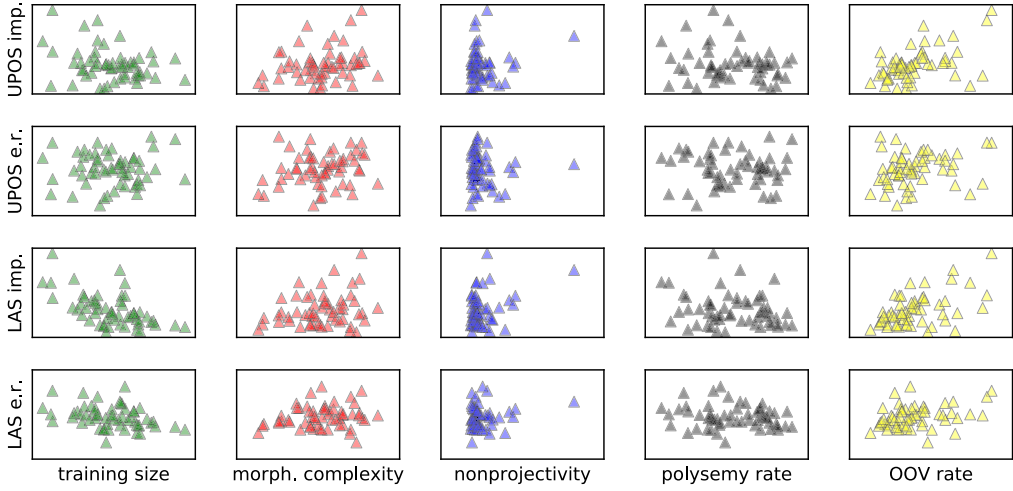 UPOS imp.
UPOS e.r.
LAS imp.
LAS e.r.
training size
morph. complexity
nonprojectivity
polysemy rate
OOV rate